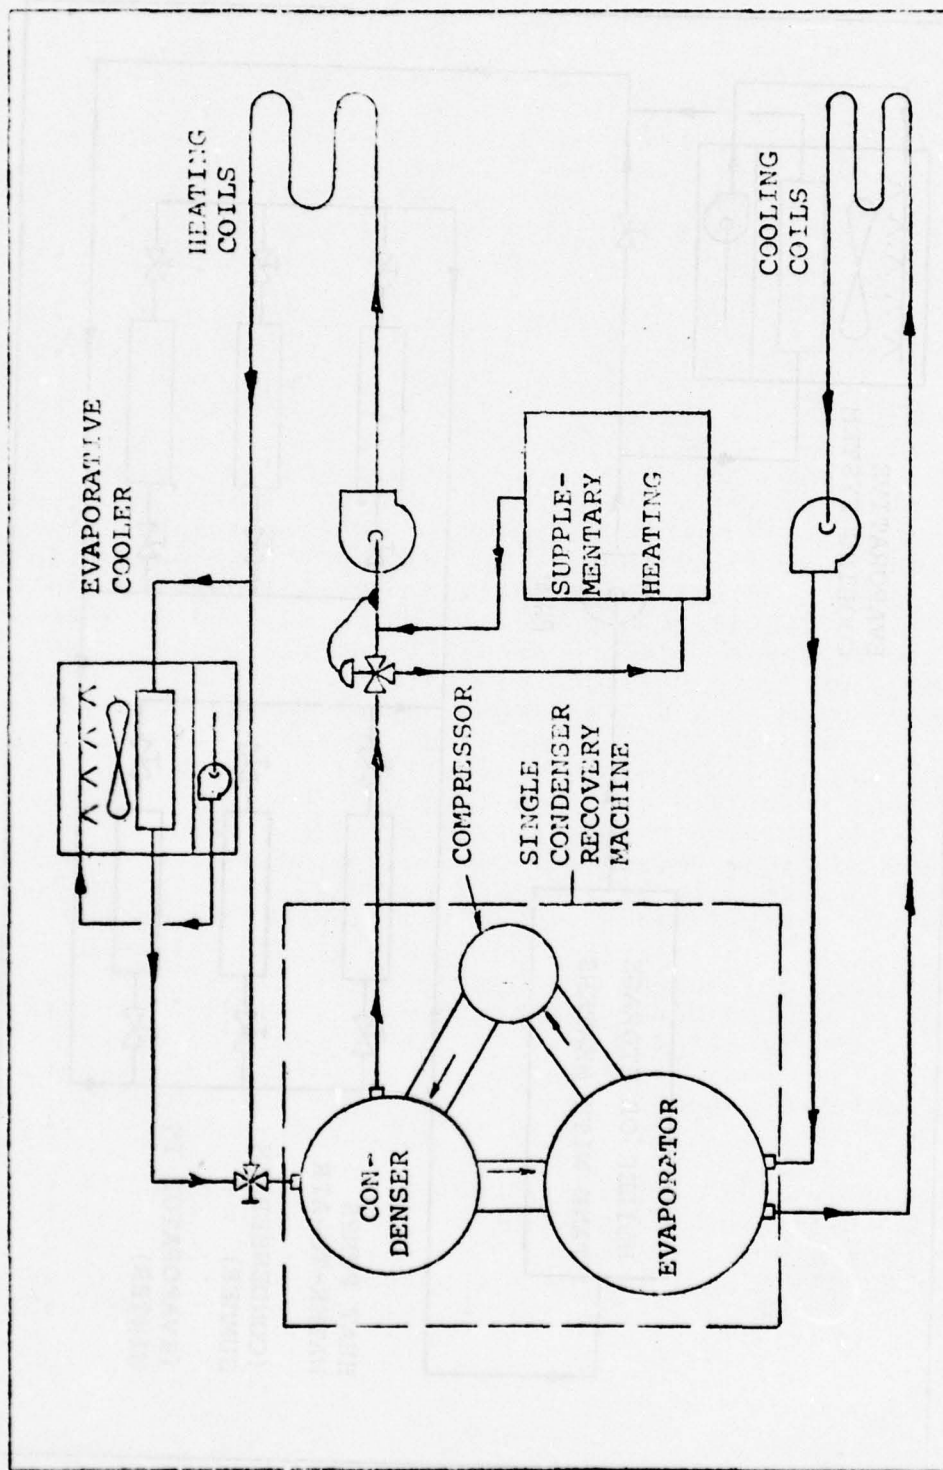 EVAPORATIVE
COOLER
HEATING
COILS
SUPPLE-
MENTARY
HEATING
COMPRESSOR
SINGLE
CONDENSER
RECOVERY
MACHINE
CON-
DENSER
EVAPORATOR
COOLING
COILS